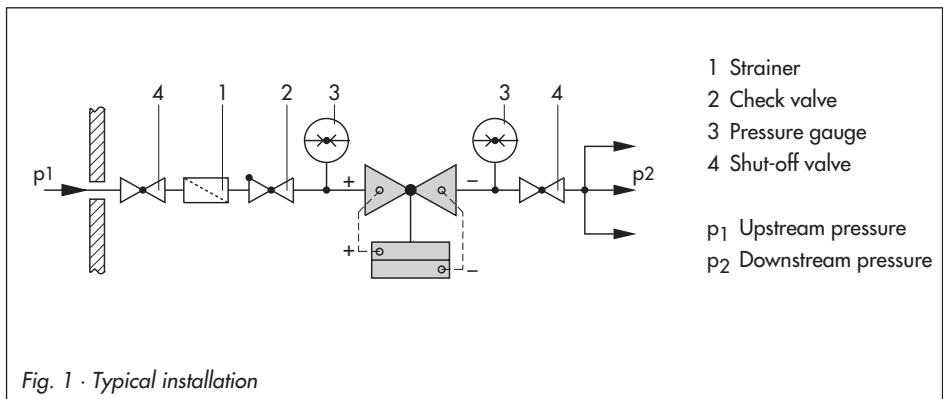 4 1 2 3 3 4
p1 + − p2
+ −
1 Strainer
2 Check valve
3 Pressure gauge
4 Shut-off valve
p1 Upstream pressure
p2 Downstream pressure
Fig. 1 · Typical installation